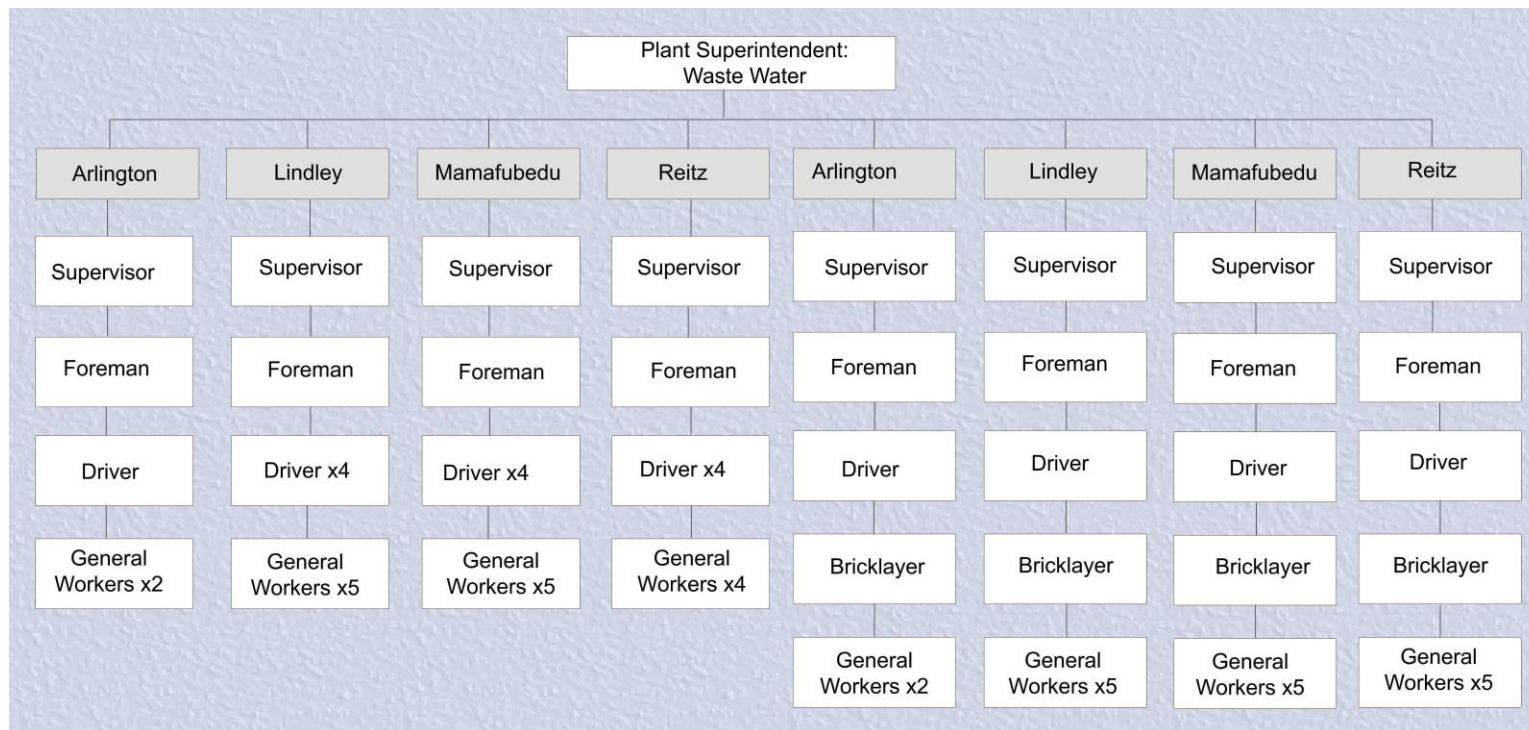 Plant Superintendent:
Waste Water
Arlington
Lindley
Mamafubedu
Reitz
Arlington
Lindley
Mamafubedu
Reitz
Supervisor
Supervisor
Supervisor
Supervisor
Supervisor
Supervisor
Supervisor
Supervisor
Foreman
Foreman
Foreman
Foreman
Foreman
Foreman
Foreman
Foreman
Driver
Driver x4
Driver x4
Driver x4
Driver
Driver
Driver
Driver
General
Workers x2
General
Workers x5
General
Workers x5
General
Workers x4
Bricklayer
Bricklayer
Bricklayer
Bricklayer
General
Workers x2
General
Workers x5
General
Workers x5
General
Workers x5